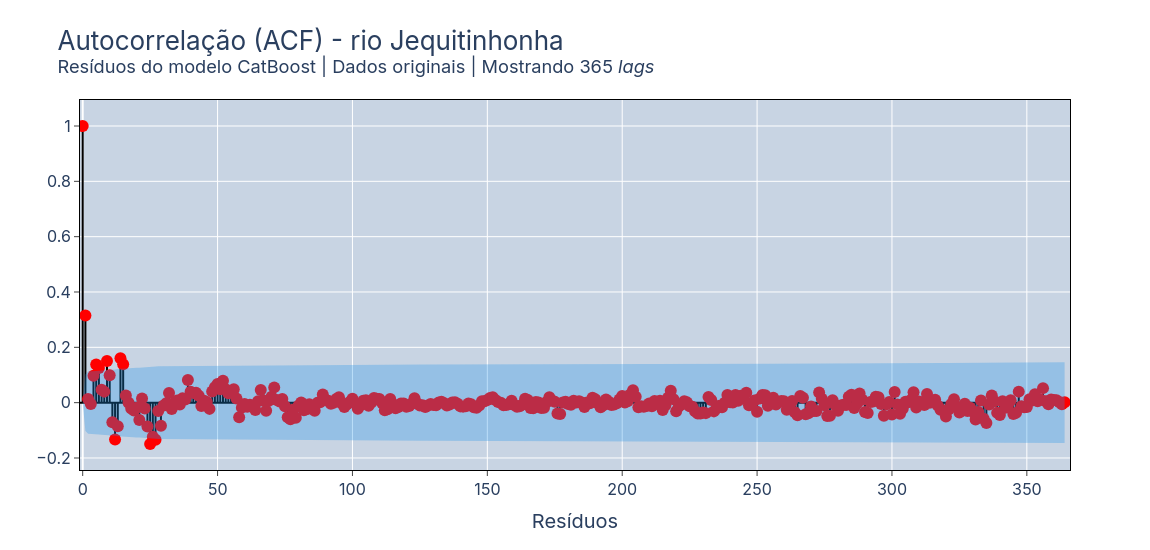 Autocorrelação (ACF) - rio Jequitinhonha
Resíduos do modelo CatBoost | Dados originais | Mostrando 365 lags
1
0.8
0.6
0.4
0.2
0
−0.2
0 50 100 150 200 250 300 350
Resíduos